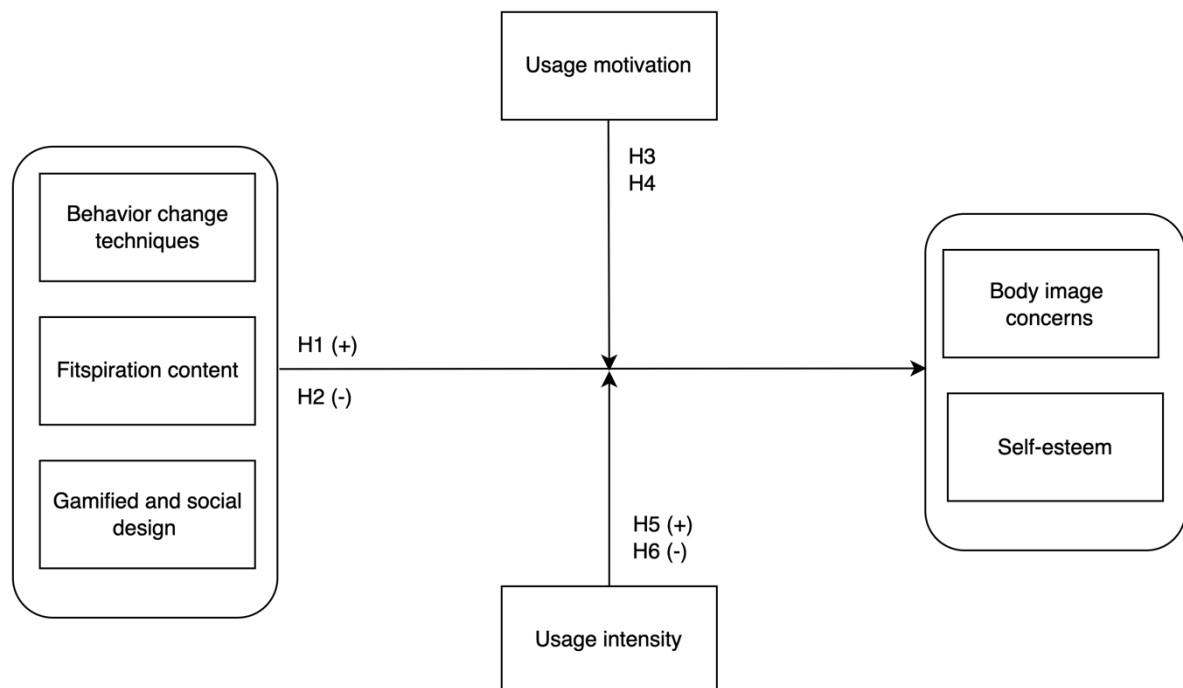 Usage motivation
H3
H4
Behavior change
techniques
Fitspiration content
Gamified and social
design
H1 (+)
H2 (-)
Body image
concerns
Self-esteem
H5 (+)
H6 (-)
Usage intensity